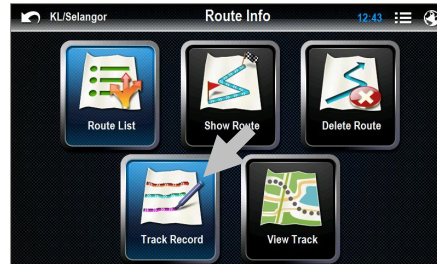 KL/Selangor
Route Info
12:43
Route List
Show Route
Delete Route
Track Record
View Track